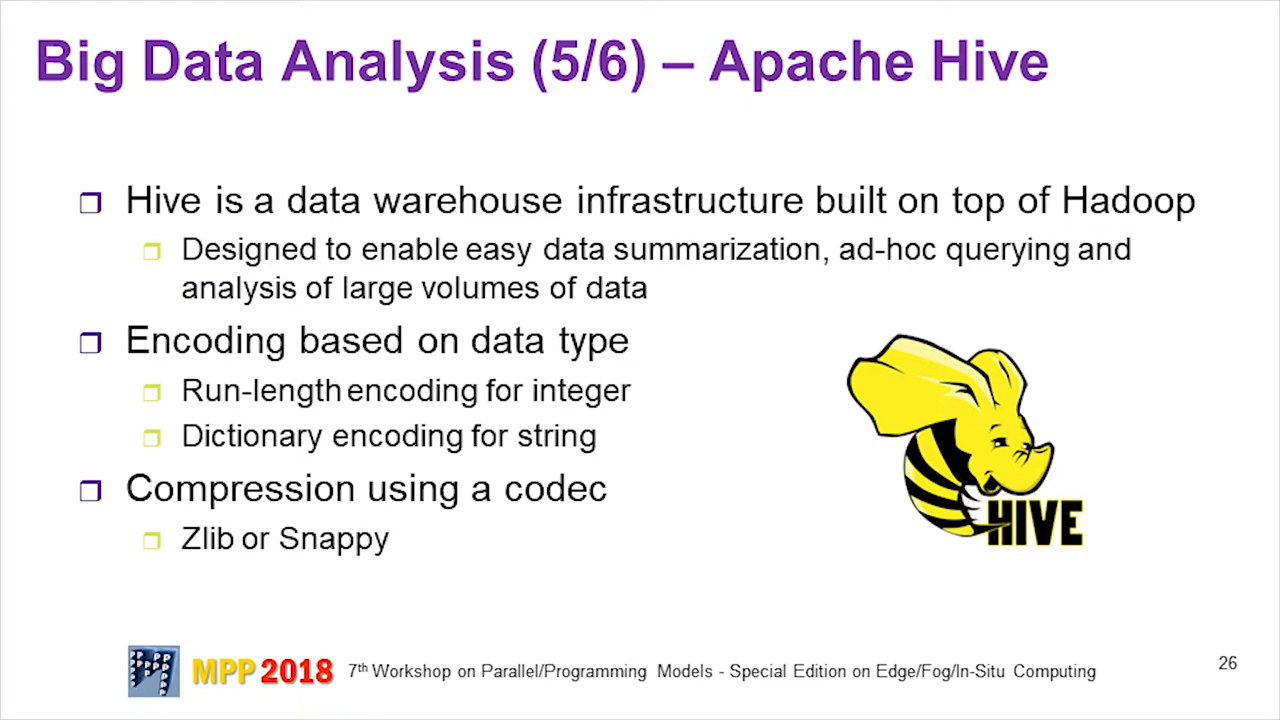 Big Data Analysis (5/6) – Apache Hive
Hive is a data warehouse infrastructure built on top of Hadoop
Designed to enable easy data summarization, ad-hoc querying and
analysis of large volumes of data
Encoding based on data type
Run-length encoding for integer
Dictionary encoding for string
Compression using a codec
Zlib or Snappy
HIVE
MPP 2018 7th Workshop on Parallel/Programming Models - Special Edition on Edge/Fog/In-Situ Computing
26